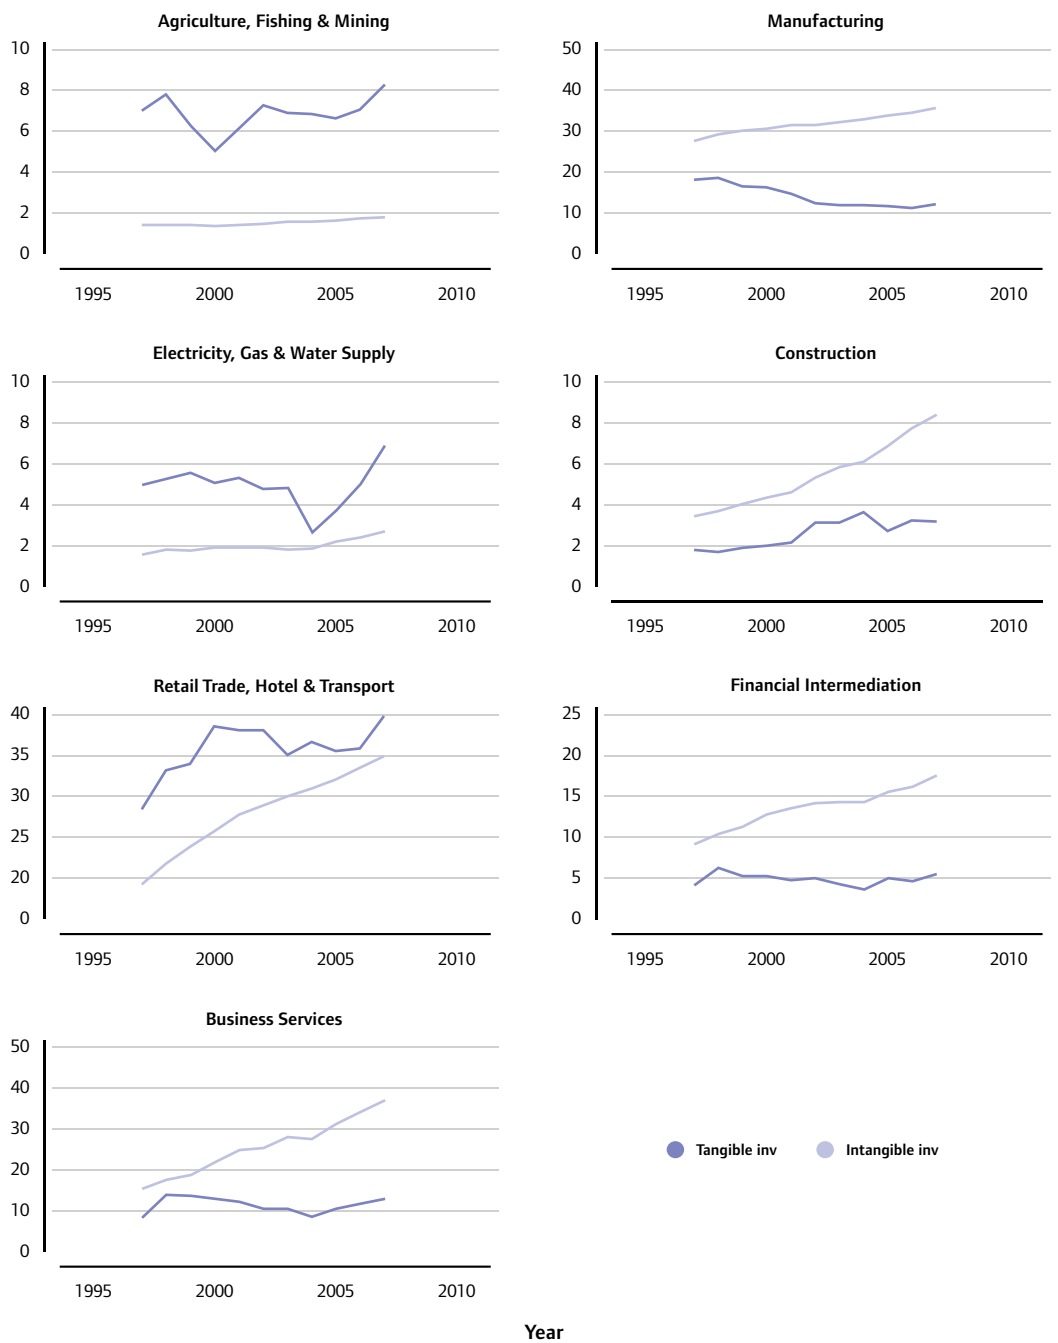 Agriculture, Fishing & Mining
10
8
6
4
2
0
1995 2000 2005 2010
Manufacturing
50
40
30
20
10
0
1995 2000 2005 2010
Electricity, Gas & Water Supply
10
8
6
4
2
0
1995 2000 2005 2010
Construction
10
8
6
4
2
0
1995 2000 2005 2010
Retail Trade, Hotel & Transport
40
35
30
25
20
0
1995 2000 2005 2010
Financial Intermediation
25
20
15
10
5
0
1995 2000 2005 2010
Business Services
50
40
30
20
10
0
1995 2000 2005 2010
Tangible inv Intangible inv
Year